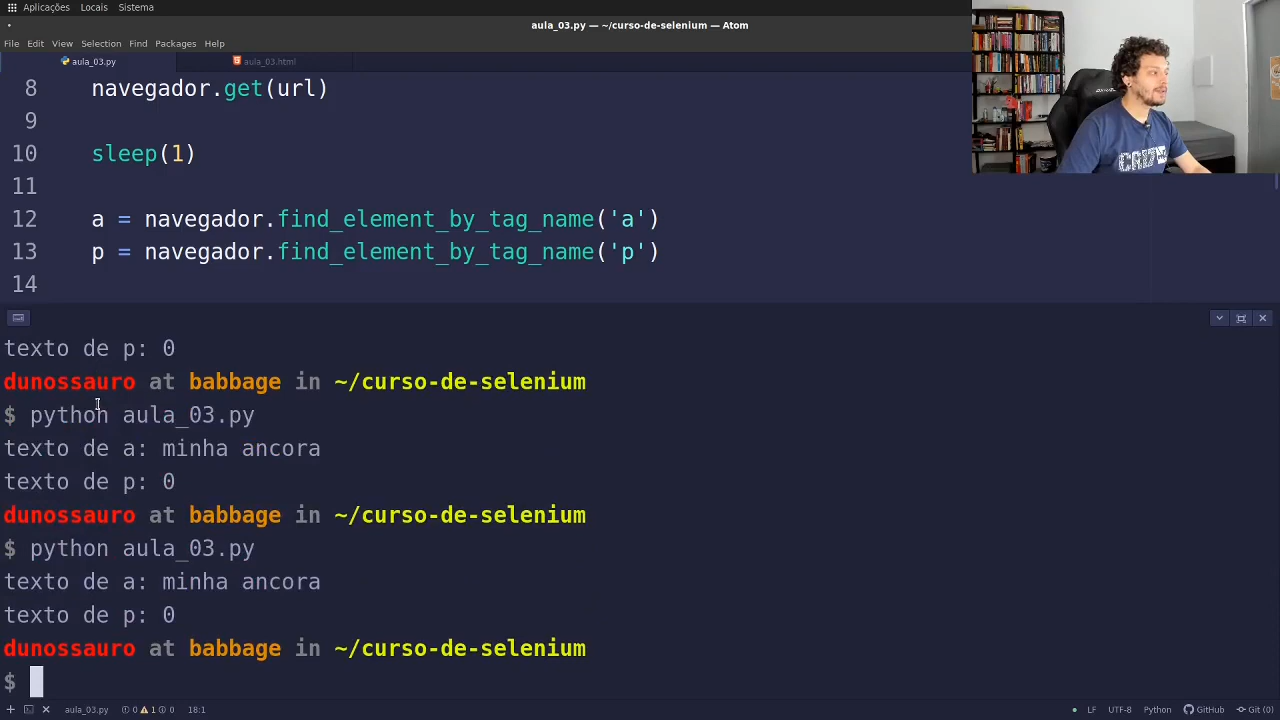 Aplicações Locais Sistema
aula_03.py — ~/curso-de-selenium — Atom
File Edit View Selection Find Packages Help
aula_03.py aula_03.html
8 navegador.get(url)
9
10 sleep(1)
11
12 a = navegador.find_element_by_tag_name('a')
13 p = navegador.find_element_by_tag_name('p')
14
texto de p: 0
dunossauro at babbage in ~/curso-de-selenium
$ python aula_03.py
texto de a: minha ancora
texto de p: 0
dunossauro at babbage in ~/curso-de-selenium
$ python aula_03.py
texto de a: minha ancora
texto de p: 0
dunossauro at babbage in ~/curso-de-selenium
$
aula_03.py 0 1 0 18:1 LF UTF-8 Python GitHub Git (0)